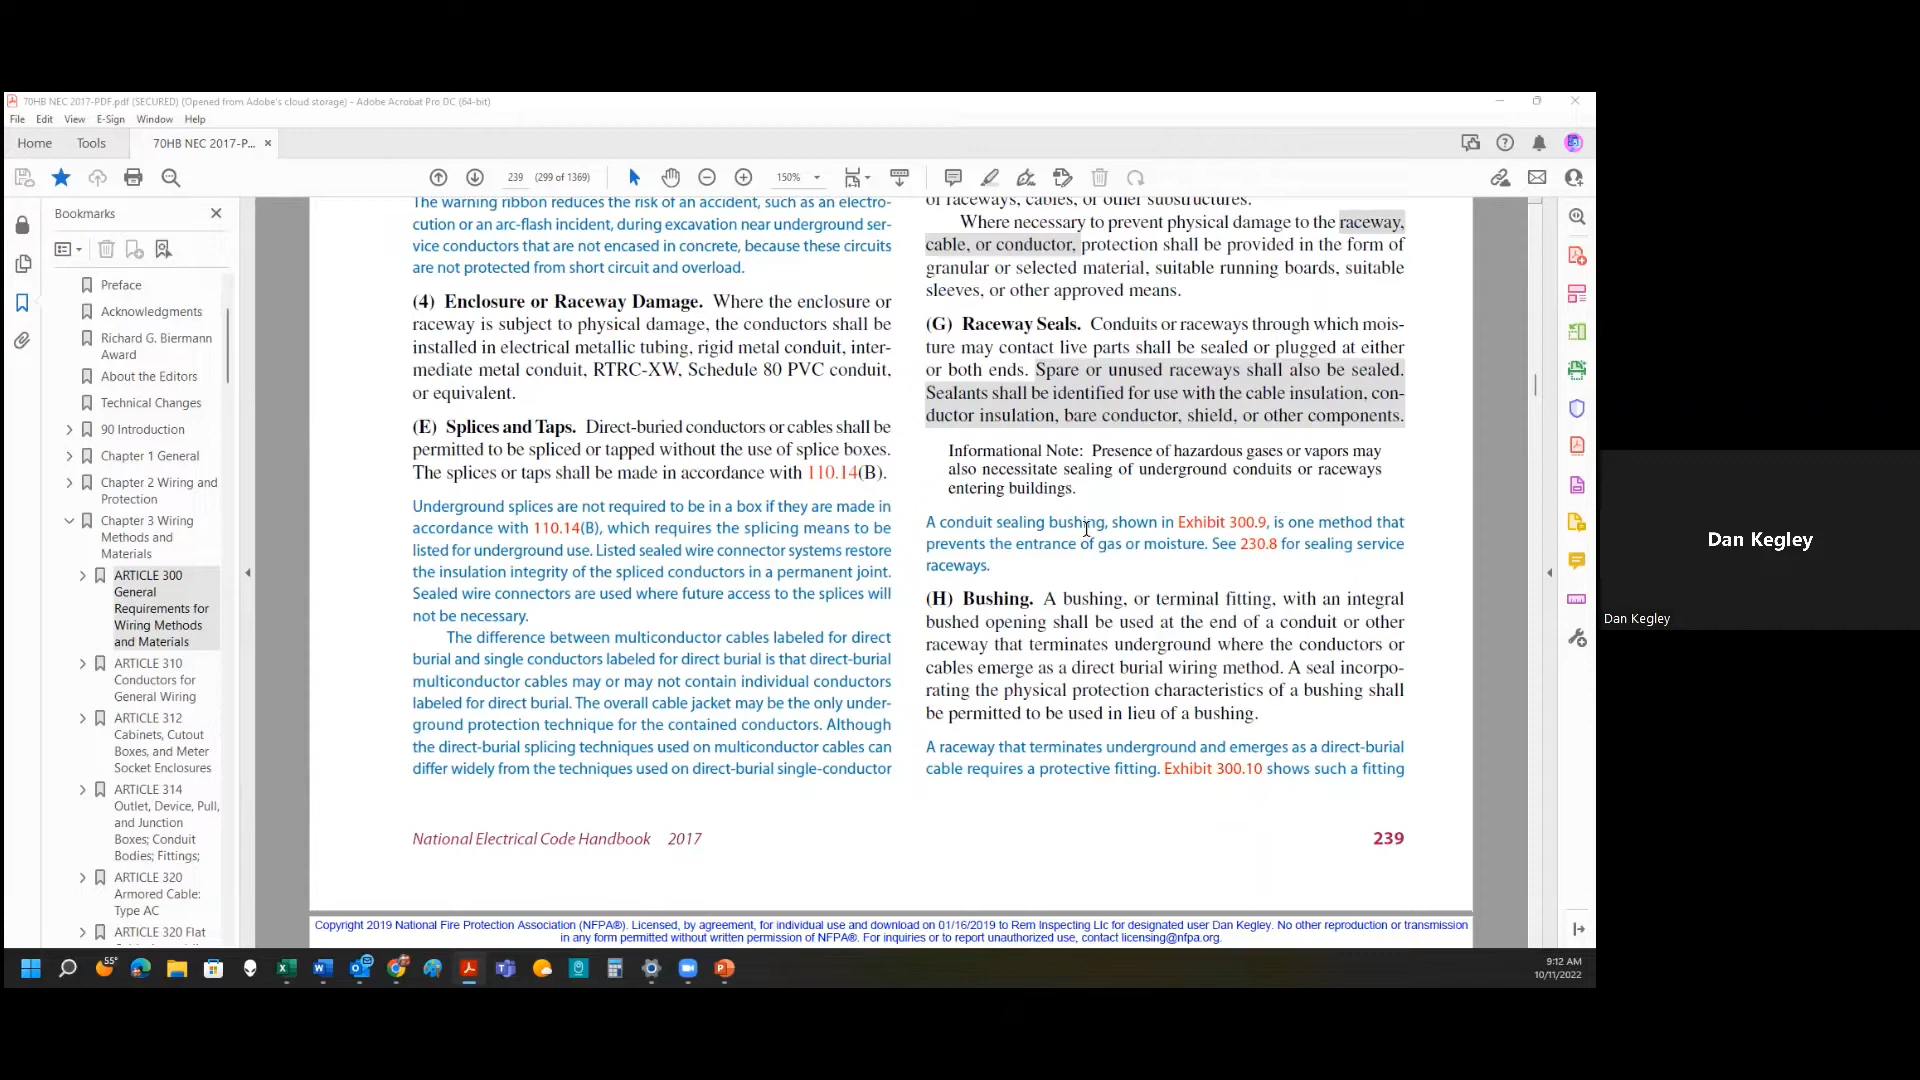 70HB NEC 2017-PDF.pdf (SECURED) (Opened from Adobe's cloud storage) - Adobe Acrobat Pro DC (64-bit)
File Edit View E-Sign Window Help
Home Tools 70HB NEC 2017-P... ×
239 (299 of 1369) 150%
Bookmarks
Preface
Acknowledgments
Richard G. Biermann
Award
About the Editors
Technical Changes
90 Introduction
Chapter 1 General
Chapter 2 Wiring and
Protection
Chapter 3 Wiring
Methods and
Materials
ARTICLE 300
General
Requirements for
Wiring Methods
and Materials
ARTICLE 310
Conductors for
General Wiring
ARTICLE 312
Cabinets, Cutout
Boxes, and Meter
Socket Enclosures
ARTICLE 314
Outlet, Device, Pull,
and Junction
Boxes; Conduit
Bodies; Fittings;
ARTICLE 320
Armored Cable:
Type AC
ARTICLE 320 Flat
The warning ribbon reduces the risk of an accident, such as an electro-
cution or an arc-flash incident, during excavation near underground ser-
vice conductors that are not encased in concrete, because these circuits
are not protected from short circuit and overload.
(4) Enclosure or Raceway Damage. Where the enclosure or
raceway is subject to physical damage, the conductors shall be
installed in electrical metallic tubing, rigid metal conduit, inter-
mediate metal conduit, RTRC-XW, Schedule 80 PVC conduit,
or equivalent.
(E) Splices and Taps. Direct-buried conductors or cables shall be
permitted to be spliced or tapped without the use of splice boxes.
The splices or taps shall be made in accordance with 110.14(B).
Underground splices are not required to be in a box if they are made in
accordance with 110.14(B), which requires the splicing means to be
listed for underground use. Listed sealed wire connector systems restore
the insulation integrity of the spliced conductors in a permanent joint.
Sealed wire connectors are used where future access to the splices will
not be necessary.
The difference between multiconductor cables labeled for direct
burial and single conductors labeled for direct burial is that direct-burial
multiconductor cables may or may not contain individual conductors
labeled for direct burial. The overall cable jacket may be the only under-
ground protection technique for the contained conductors. Although
the direct-burial splicing techniques used on multiconductor cables can
differ widely from the techniques used on direct-burial single-conductor
of raceways, cables, or other substructures.
Where necessary to prevent physical damage to the raceway,
cable, or conductor, protection shall be provided in the form of
granular or selected material, suitable running boards, suitable
sleeves, or other approved means.
(G) Raceway Seals. Conduits or raceways through which mois-
ture may contact live parts shall be sealed or plugged at either
or both ends. Spare or unused raceways shall also be sealed.
Sealants shall be identified for use with the cable insulation, con-
ductor insulation, bare conductor, shield, or other components.
Informational Note: Presence of hazardous gases or vapors may
also necessitate sealing of underground conduits or raceways
entering buildings.
A conduit sealing bushing, shown in Exhibit 300.9, is one method that
prevents the entrance of gas or moisture. See 230.8 for sealing service
raceways.
(H) Bushing. A bushing, or terminal fitting, with an integral
bushed opening shall be used at the end of a conduit or other
raceway that terminates underground where the conductors or
cables emerge as a direct burial wiring method. A seal incorpo-
rating the physical protection characteristics of a bushing shall
be permitted to be used in lieu of a bushing.
A raceway that terminates underground and emerges as a direct-burial
cable requires a protective fitting. Exhibit 300.10 shows such a fitting
National Electrical Code Handbook 2017
239
Copyright 2019 National Fire Protection Association (NFPA®). Licensed, by agreement, for individual use and download on 01/16/2019 to Rem Inspecting Llc for designated user Dan Kegley. No other reproduction or transmission
in any form permitted without written permission of NFPA®. For inquiries or to report unauthorized use, contact licensing@nfpa.org.
55°
9:12 AM
10/11/2022
Dan Kegley
Dan Kegley